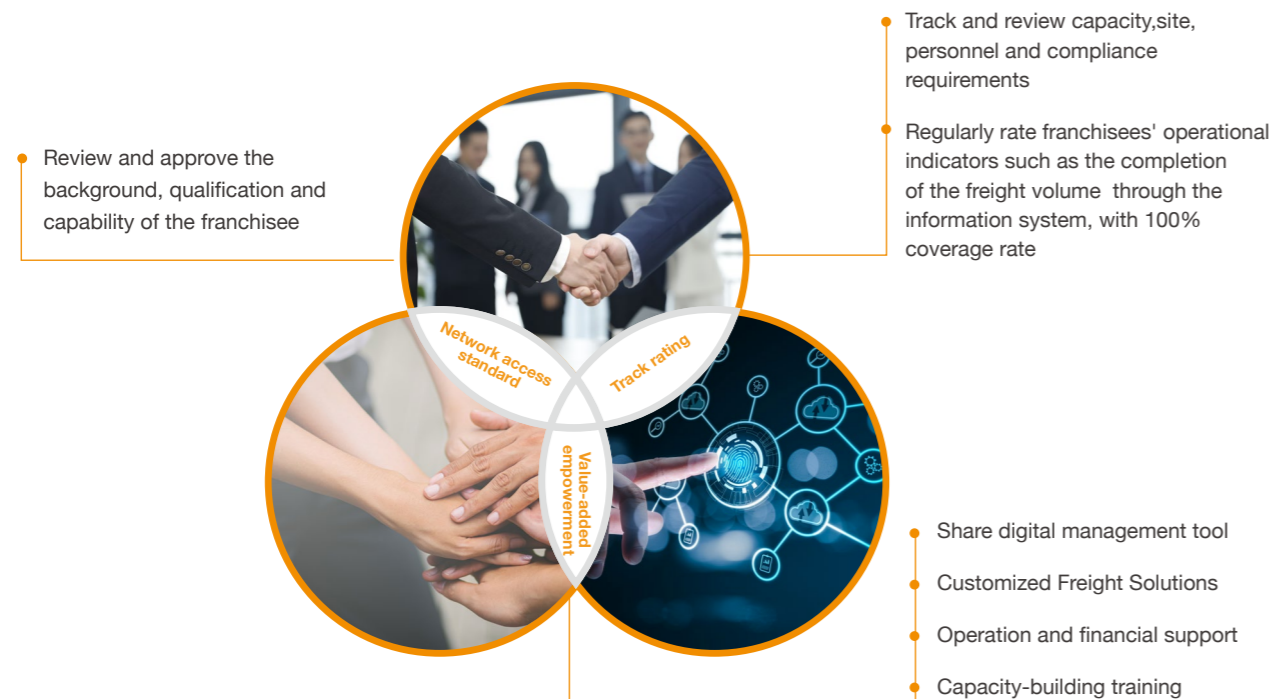 Review and approve the
background, qualification and
capability of the franchisee
Track and review capacity,site,
personnel and compliance
requirements
Regularly rate franchisees' operational
indicators such as the completion
of the freight volume  through the
information system, with 100%
coverage rate
Network access
standard
Track rating
Value-added
empowerment
Share digital management tool
Customized Freight Solutions
Operation and financial support
Capacity-building training